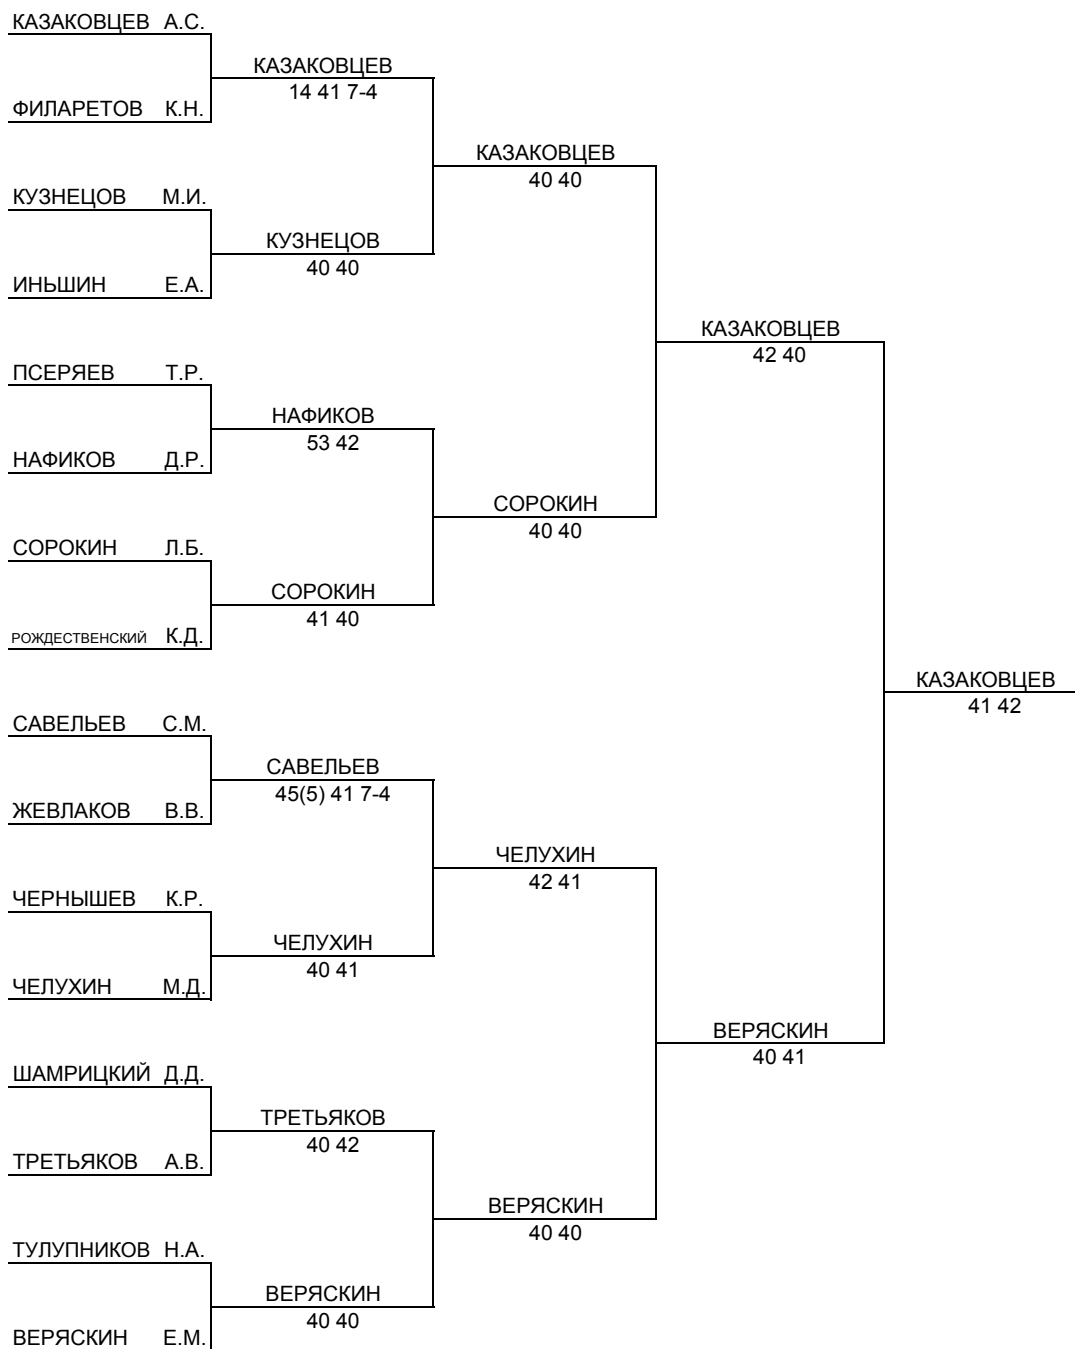 КАЗАКОВЦЕВ А.С.
КАЗАКОВЦЕВ
14 41 7-4
ФИЛАРЕТОВ К.Н.
КАЗАКОВЦЕВ
40 40
КУЗНЕЦОВ М.И.
КУЗНЕЦОВ
40 40
ИНЬШИН Е.А.
КАЗАКОВЦЕВ
42 40
ПСЕРЯЕВ Т.Р.
НАФИКОВ
53 42
НАФИКОВ Д.Р.
СОРОКИН
40 40
СОРОКИН Л.Б.
СОРОКИН
41 40
РОЖДЕСТВЕНСКИЙ К.Д.
КАЗАКОВЦЕВ
41 42
САВЕЛЬЕВ С.М.
САВЕЛЬЕВ
45(5) 41 7-4
ЖЕВЛАКОВ В.В.
ЧЕЛУХИН
42 41
ЧЕРНЫШЕВ К.Р.
ЧЕЛУХИН
40 41
ЧЕЛУХИН М.Д.
ВЕРЯСКИН
40 41
ШАМРИЦКИЙ Д.Д.
ТРЕТЬЯКОВ
40 42
ТРЕТЬЯКОВ А.В.
ВЕРЯСКИН
40 40
ТУЛУПНИКОВ Н.А.
ВЕРЯСКИН
40 40
ВЕРЯСКИН Е.М.